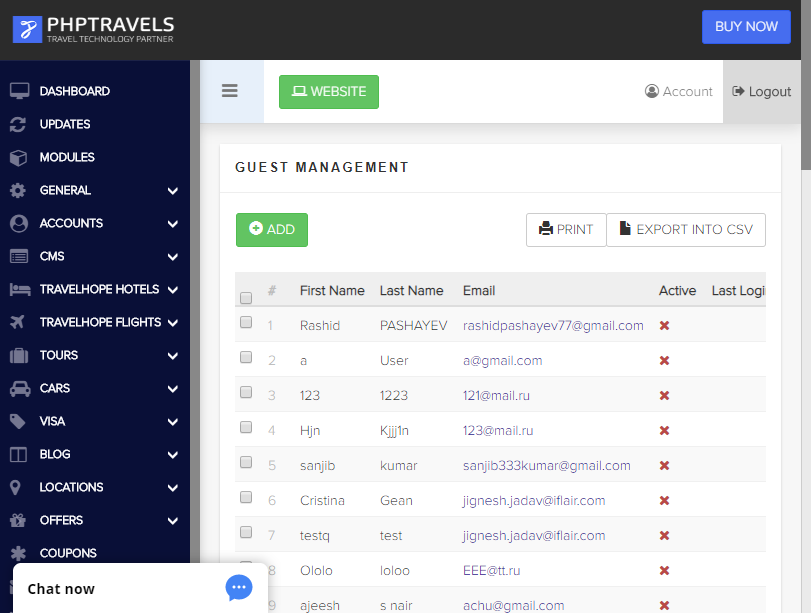 PHPTRAVELS
TRAVEL TECHNOLOGY PARTNER
BUY NOW
DASHBOARD
UPDATES
MODULES
GENERAL
ACCOUNTS
CMS
TRAVELHOPE HOTELS
TRAVELHOPE FLIGHTS
TOURS
CARS
VISA
BLOG
LOCATIONS
OFFERS
COUPONS
Chat now
WEBSITE
Account
Logout
GUEST MANAGEMENT
ADD
PRINT
EXPORT INTO CSV
# First Name Last Name Email Active Last Logi
1 Rashid PASHAYEV rashidpashayev77@gmail.com
2 a User a@gmail.com
3 123 1223 121@mail.ru
4 Hjn Kjjj1n 123@mail.ru
5 sanjib kumar sanjib333kumar@gmail.com
6 Cristina Gean jignesh.jadav@iflair.com
7 testq test jignesh.jadav@iflair.com
8 Ololo loloo EEE@tt.ru
9 ajeesh s nair achu@gmail.com